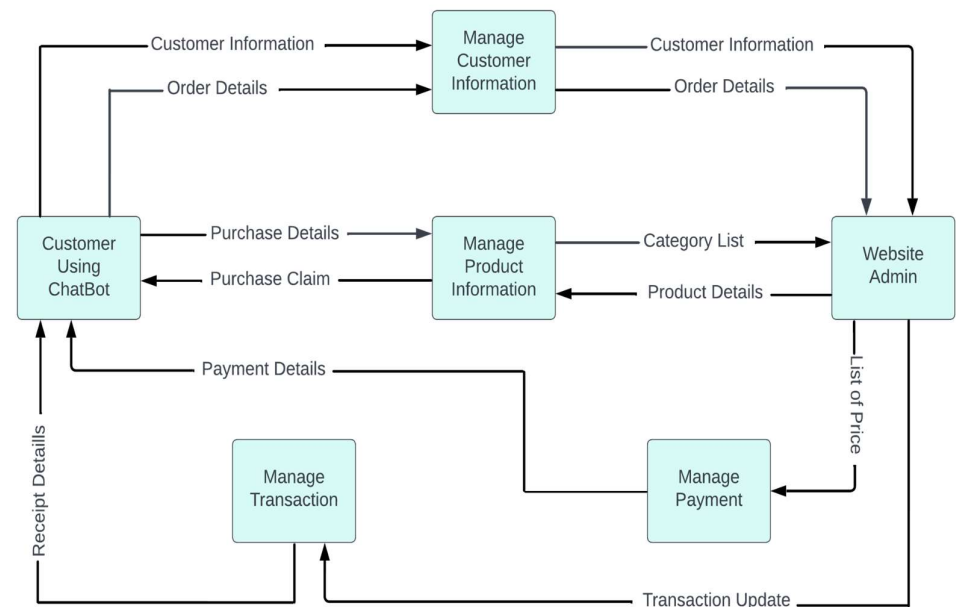 Customer Information
Manage
Customer
Information
Customer Information
Order Details
Order Details
Customer
Using
ChatBot
Purchase Details
Purchase Claim
Manage
Product
Information
Category List
Product Details
Website
Admin
Payment Details
List of Price
Receipt Detaills
Manage
Transaction
Manage
Payment
Transaction Update